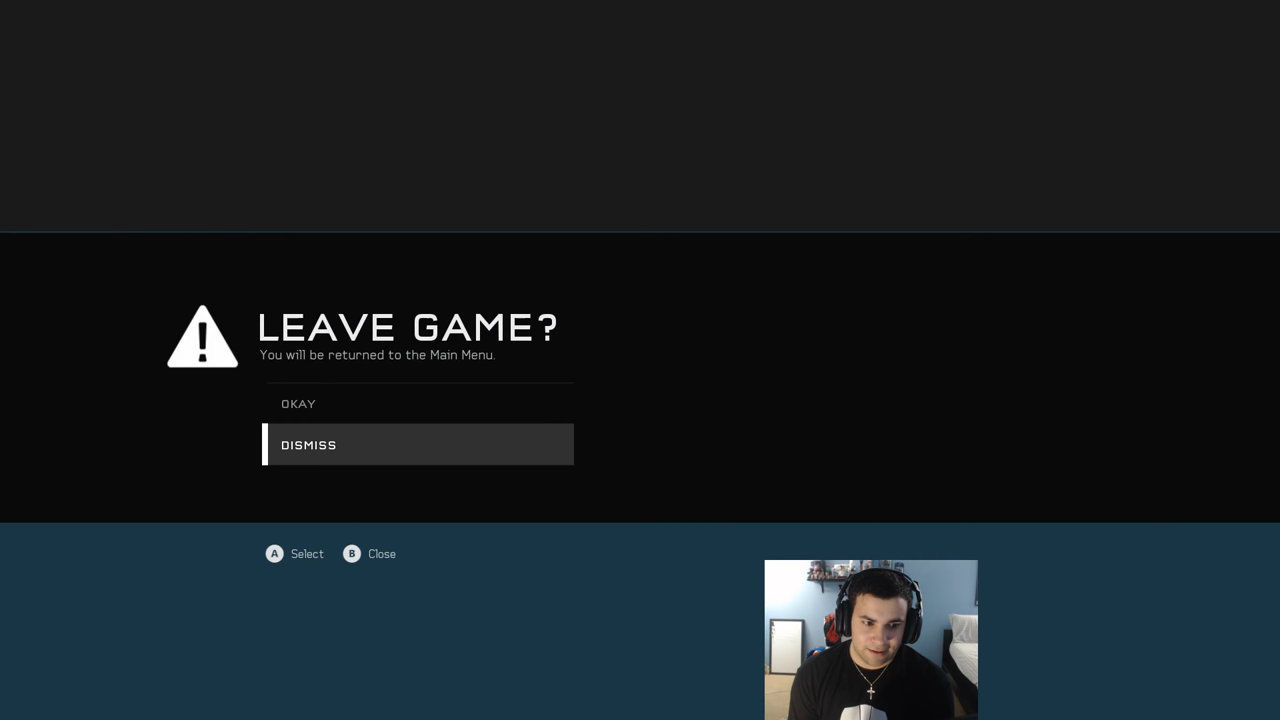 LEAVE GAME?
You will be returned to the Main Menu.
OKAY
DISMISS
A Select B Close